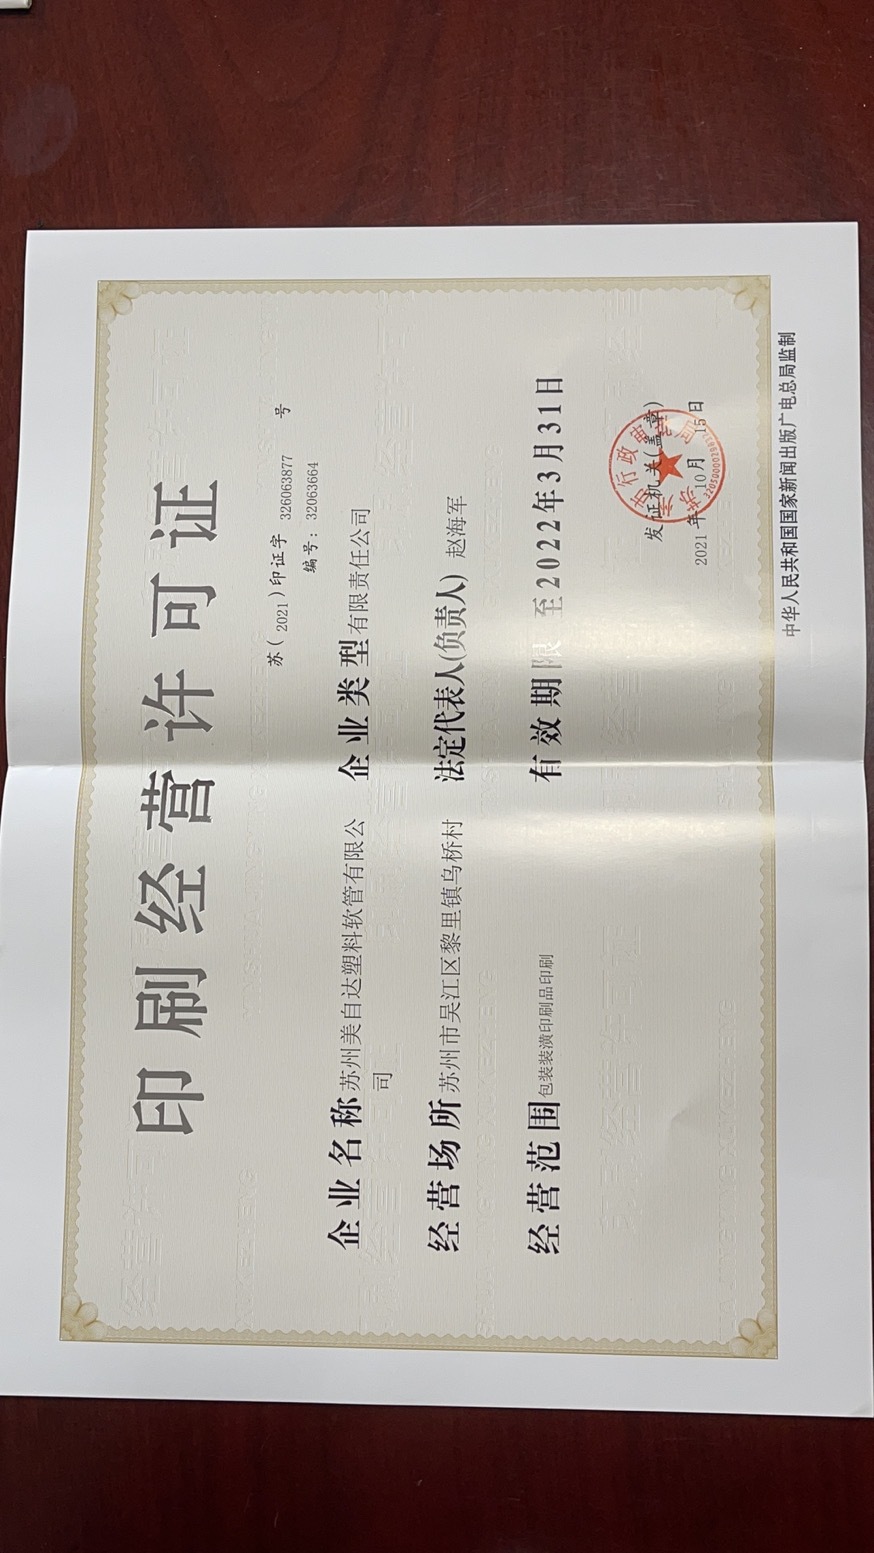 印刷经营许可证
苏（2021）印证字 326063877 号
编号：32063664
企业名称 苏州美自达塑料软管有限公司
企业类型 有限责任公司
经营场所 苏州市吴江区黎里镇乌桥村
法定代表人(负责人) 赵海军
经营范围 包装装潢印刷品印刷
有效期限 至2022年3月31日
发证机关(盖章)
2021 年 10 月 15 日
中华人民共和国国家新闻出版广电总局监制